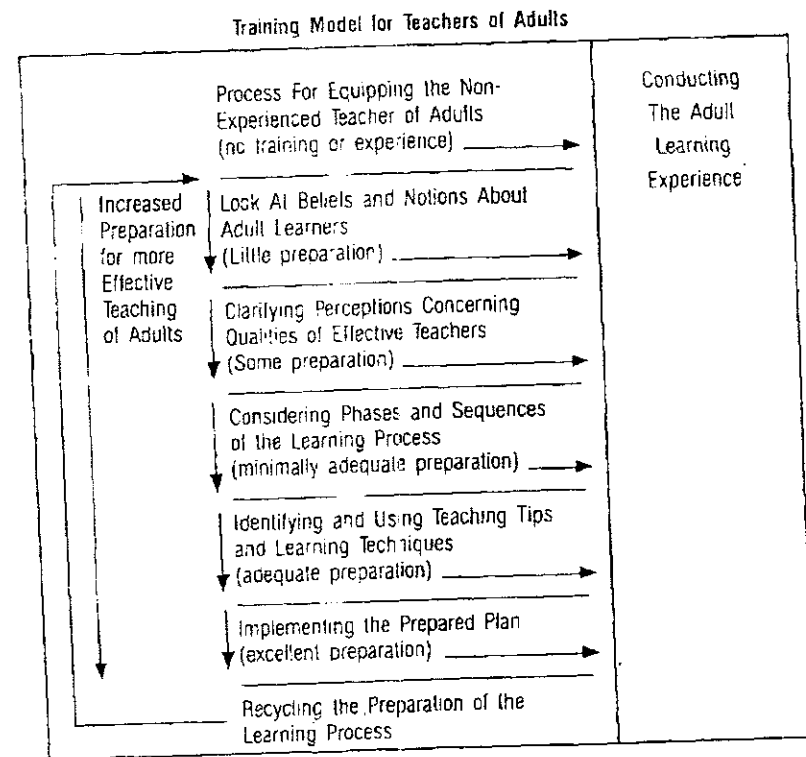 Training Model for Teachers of Adults
Process For Equipping the Non-
Experienced Teacher of Adults
(no training or experience)
Conducting
The Adult
Learning
Experience
Increased
Preparation
for more
Effective
Teaching
of Adults
Look At Beliefs and Notions About
Adult Learners
(Little preparation)
Clarifying Perceptions Concerning
Qualities of Effective Teachers
(Some preparation)
Considering Phases and Sequences
of the Learning Process
(minimally adequate preparation)
Identifying and Using Teaching Tips
and Learning Techniques
(adequate preparation)
Implementing the Prepared Plan
(excellent preparation)
Recycling the Preparation of the
Learning Process